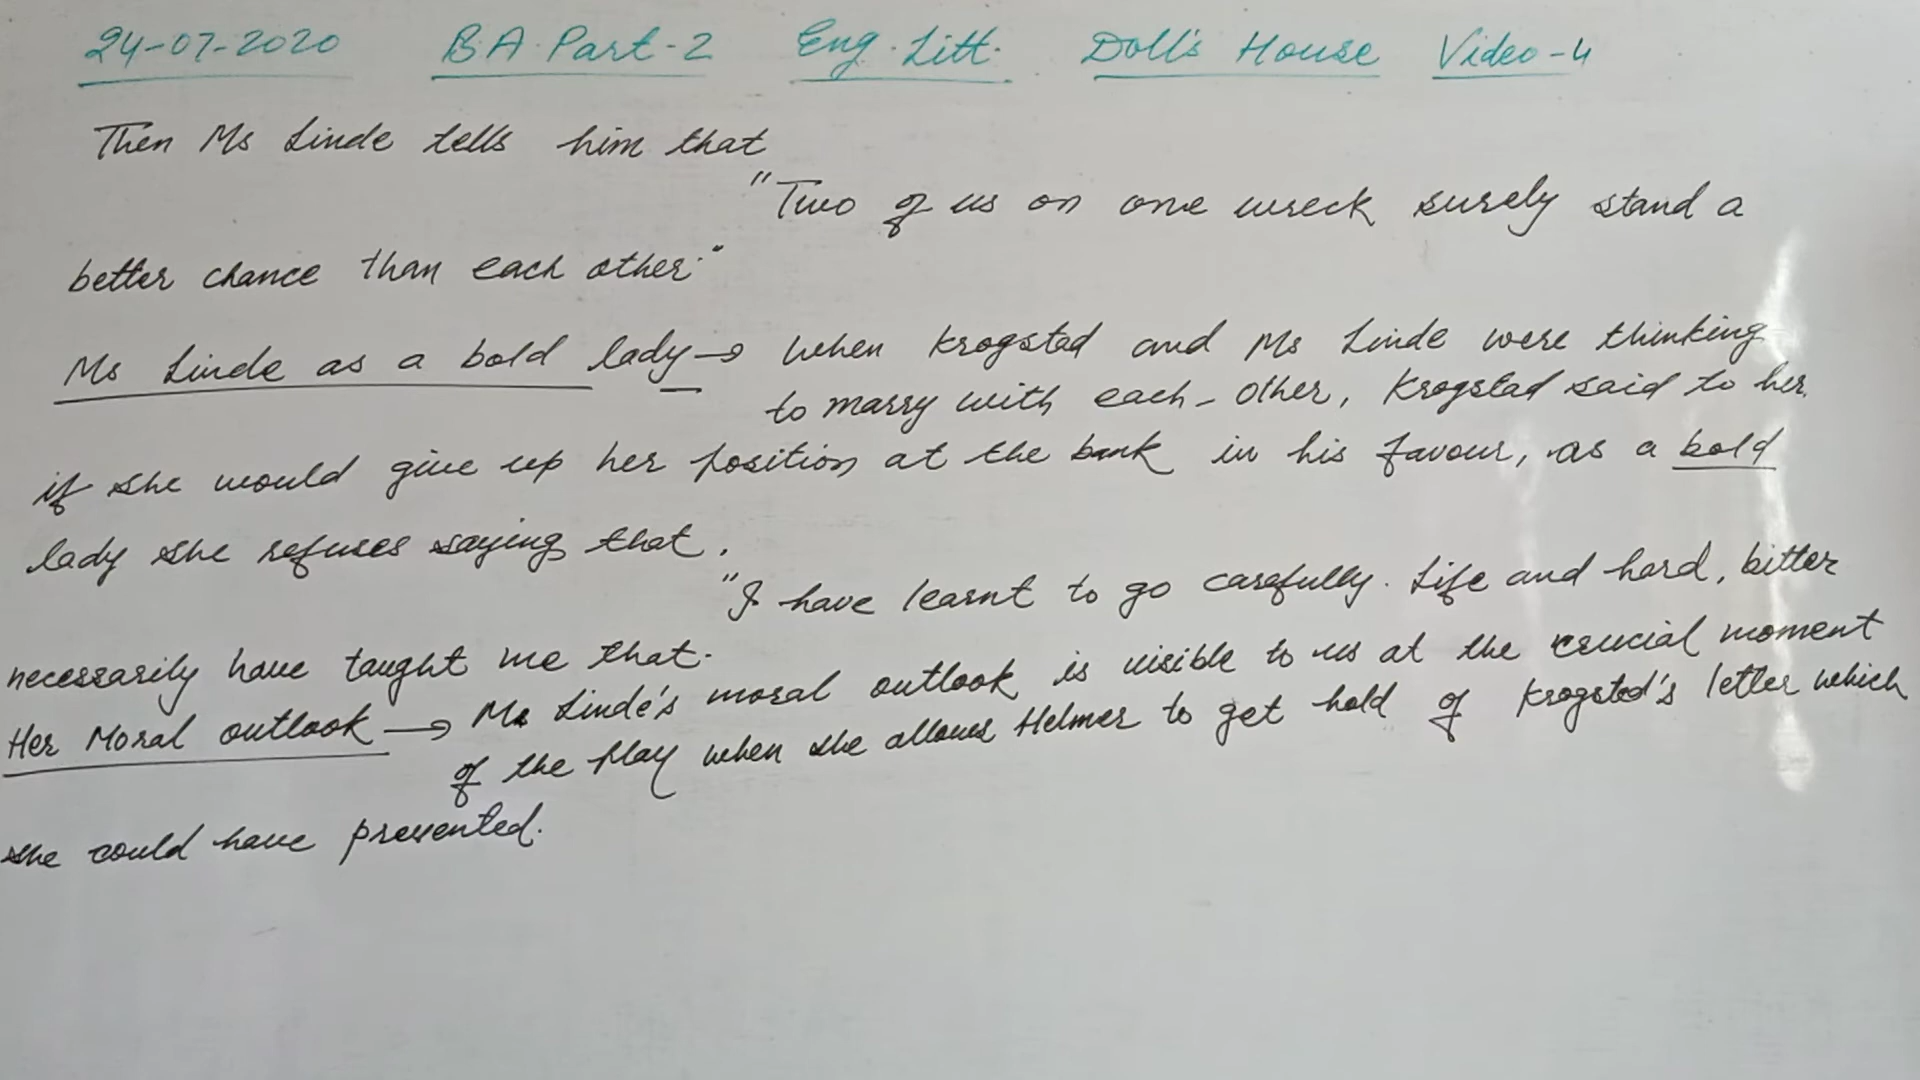 24-07-2020 B.A. Part-2 Eng. Litt. Doll's House Video-4
Then Ms Linde tells him that
"Two of us on one wreck surely stand a
better chance than each other."
Ms Linde as a bold lady → When Krogstad and Ms Linde were thinking
to marry with each-other, Krogstad said to her
if she would give up her position at the bank in his favour, as a bold
lady she refuses saying that,
"I have learnt to go carefully. Life and hard, bitter
necessarily have taught me that.
Her Moral outlook → Ms Linde's moral outlook is visible to us at the crucial moment
of the play when she allows Helmer to get hold of Krogstad's letter which
she could have prevented.